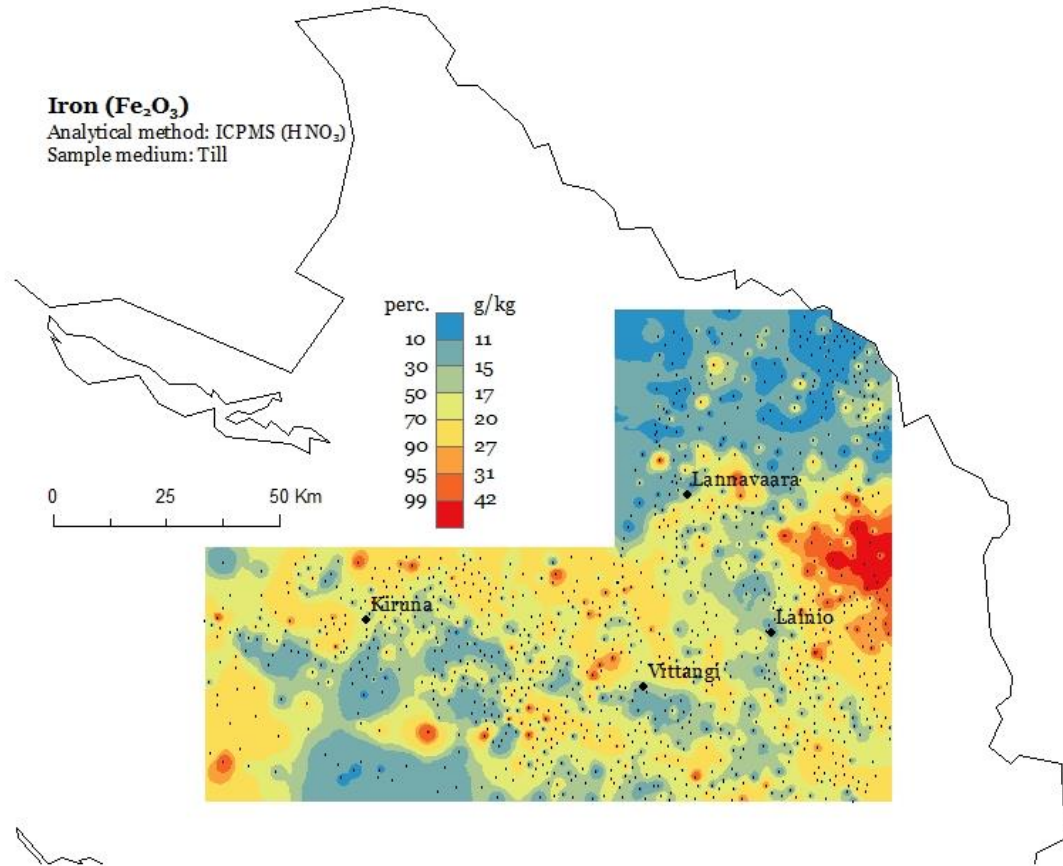 Iron (Fe₂O₃)
Analytical method: ICPMS (HNO₃)
Sample medium: Till
perc. g/kg
10 11
30 15
50 17
70 20
90 27
95 31
99 42
0 25 50 Km
Lannavaara
Kiruna
Lainio
Vittangi